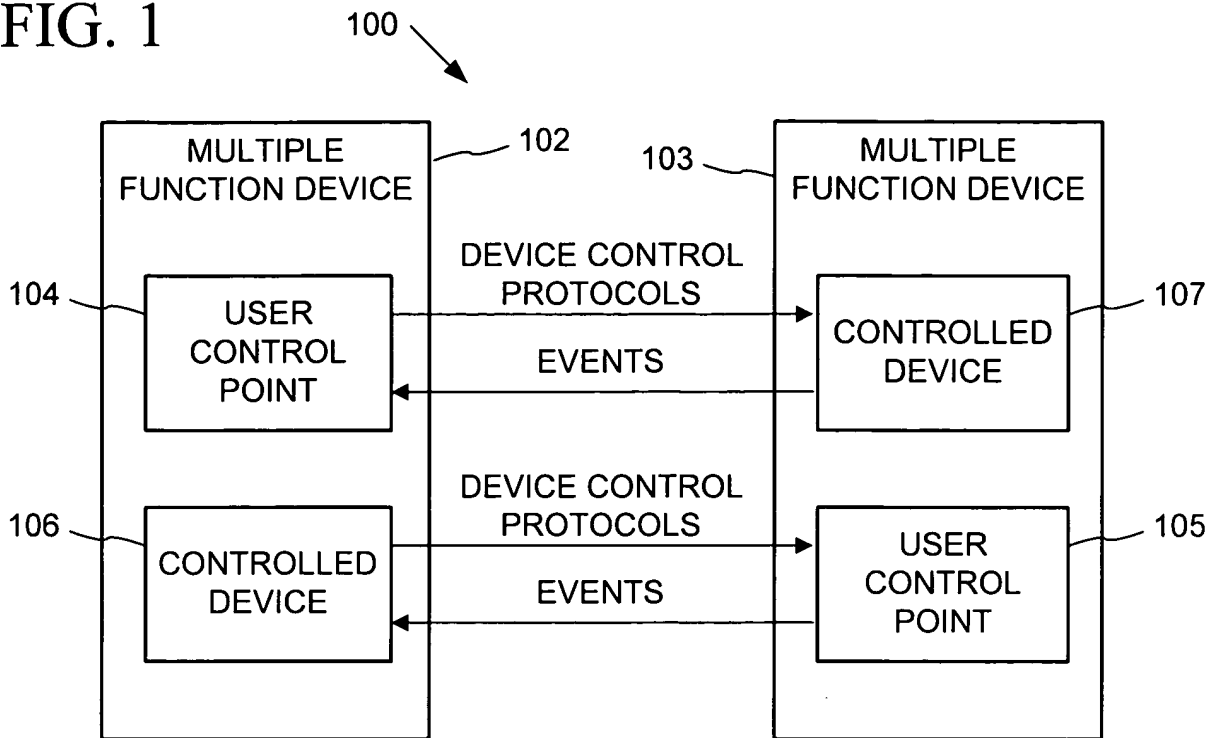 FIG. 1
100
MULTIPLE
FUNCTION DEVICE
102
103
MULTIPLE
FUNCTION DEVICE
104
USER
CONTROL
POINT
DEVICE CONTROL
PROTOCOLS
EVENTS
CONTROLLED
DEVICE
107
106
CONTROLLED
DEVICE
DEVICE CONTROL
PROTOCOLS
EVENTS
USER
CONTROL
POINT
105